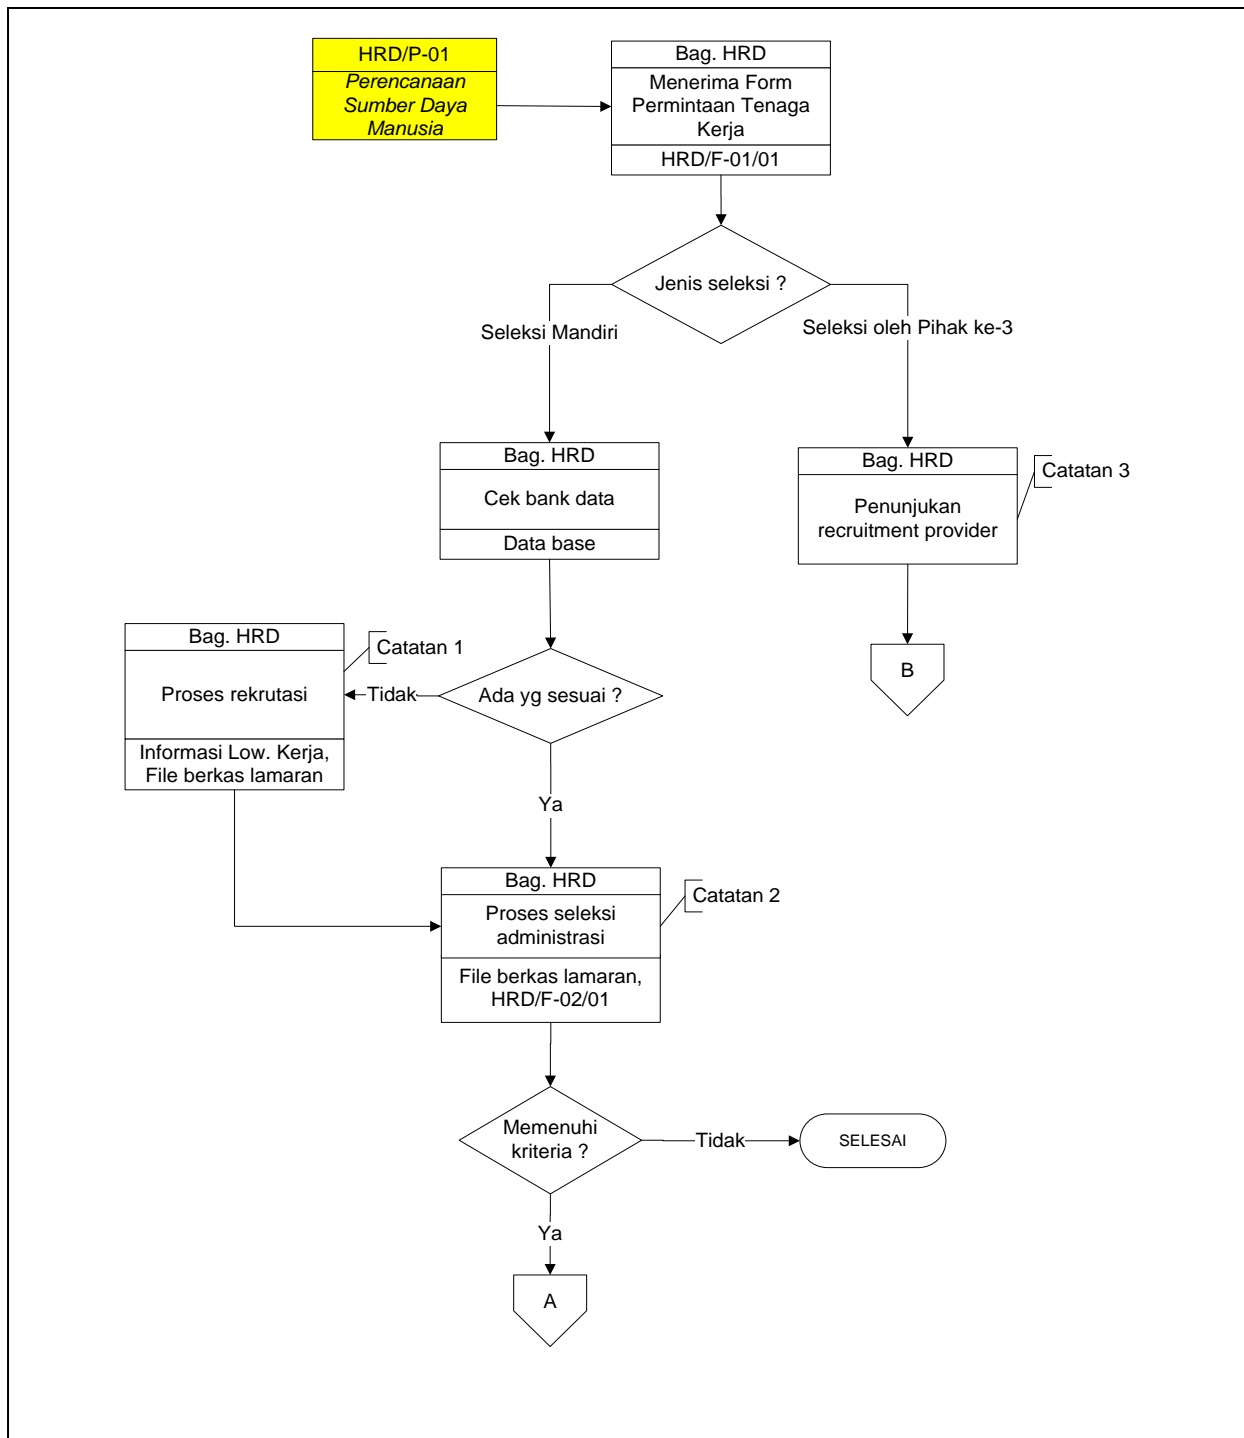 HRD/P-01
Perencanaan
Sumber Daya
Manusia
Bag. HRD
Menerima Form
Permintaan Tenaga
Kerja
HRD/F-01/01
Jenis seleksi ?
Seleksi Mandiri
Seleksi oleh Pihak ke-3
Bag. HRD
Cek bank data
Data base
Bag. HRD
Penunjukan
recruitment provider
Catatan 3
B
Bag. HRD
Proses rekrutasi
Informasi Low. Kerja,
File berkas lamaran
Catatan 1
Tidak
Ada yg sesuai ?
Ya
Bag. HRD
Proses seleksi
administrasi
File berkas lamaran,
HRD/F-02/01
Catatan 2
Memenuhi
kriteria ?
Tidak
SELESAI
Ya
A